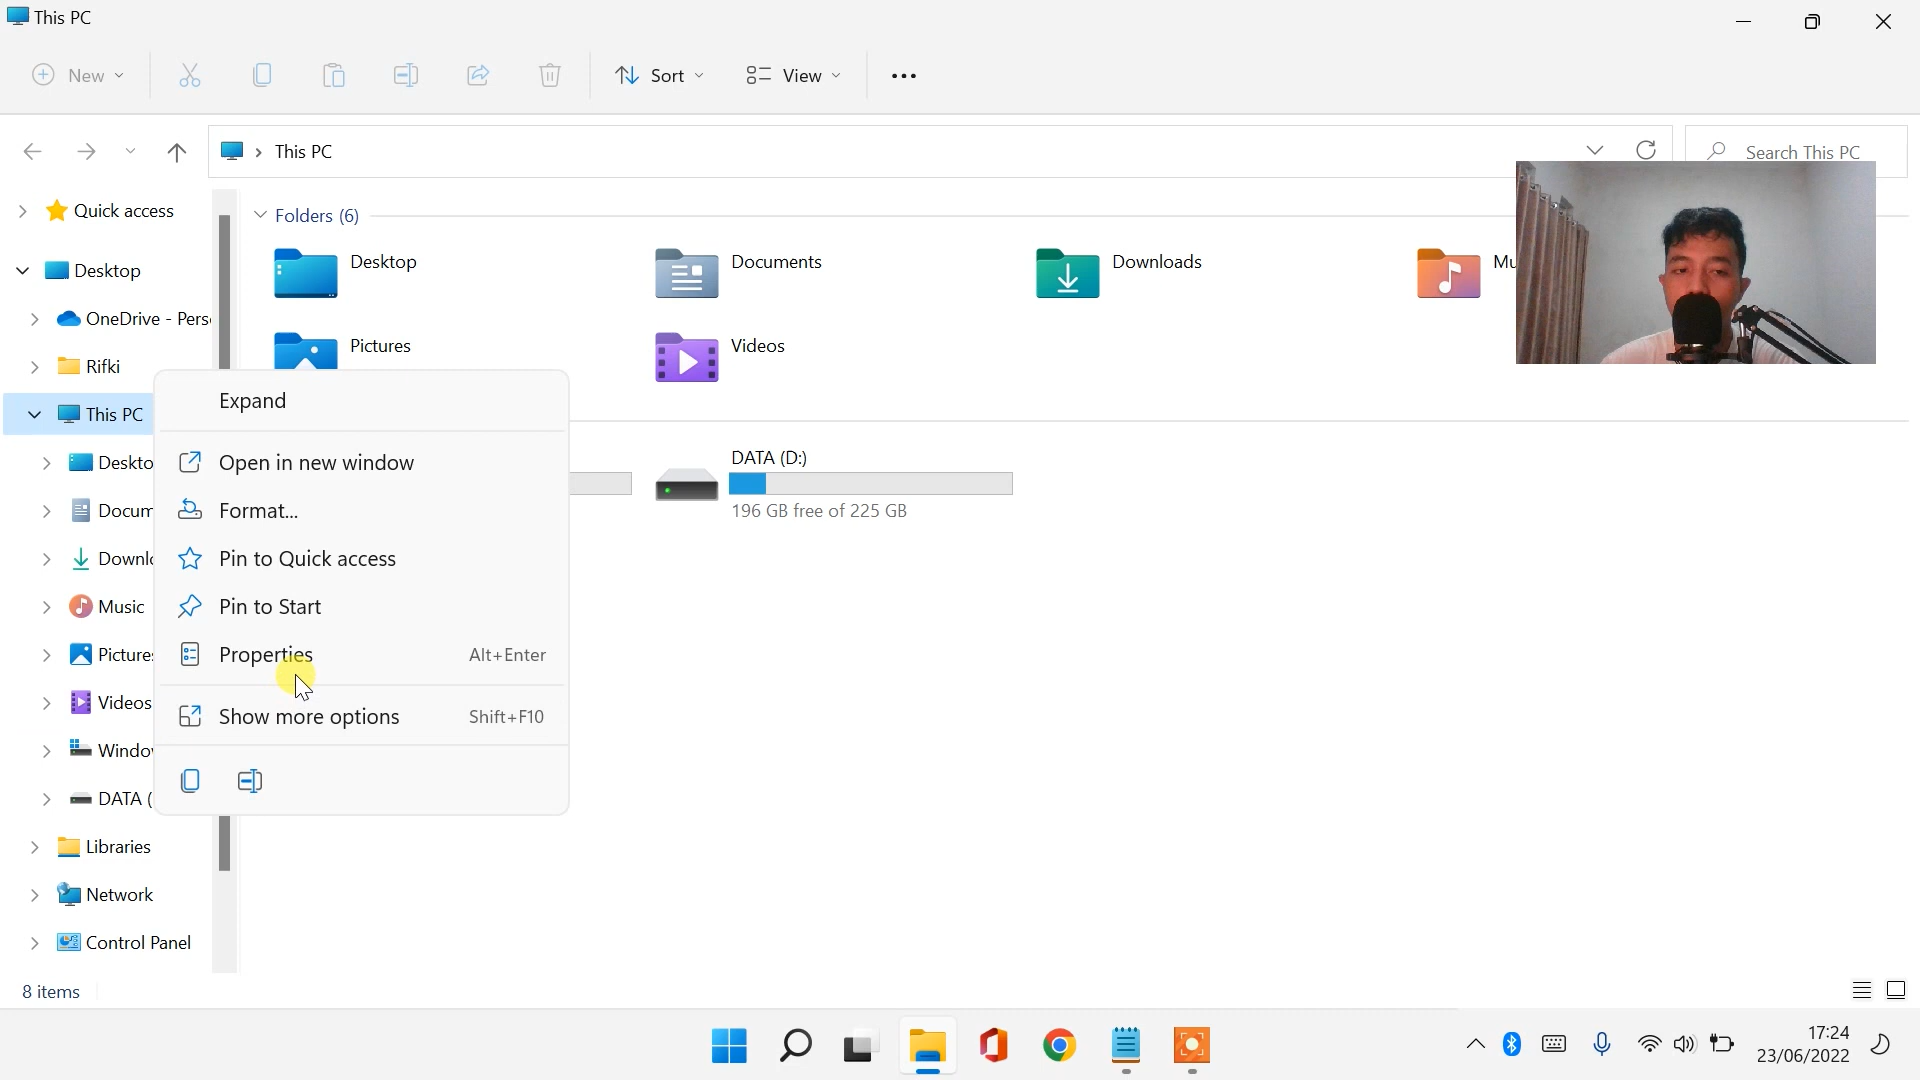 This PC
New
Sort
View
This PC
Search This PC
Quick access
Desktop
OneDrive - Pers
Rifki
This PC
Deskto
Docum
Downlo
Music
Pictures
Videos
Window
DATA (
Libraries
Network
Control Panel
Folders (6)
Desktop
Documents
Downloads
Mu
Pictures
Videos
DATA (D:)
196 GB free of 225 GB
Expand
Open in new window
Format...
Pin to Quick access
Pin to Start
Properties Alt+Enter
Show more options Shift+F10
8 items
17:24
23/06/2022